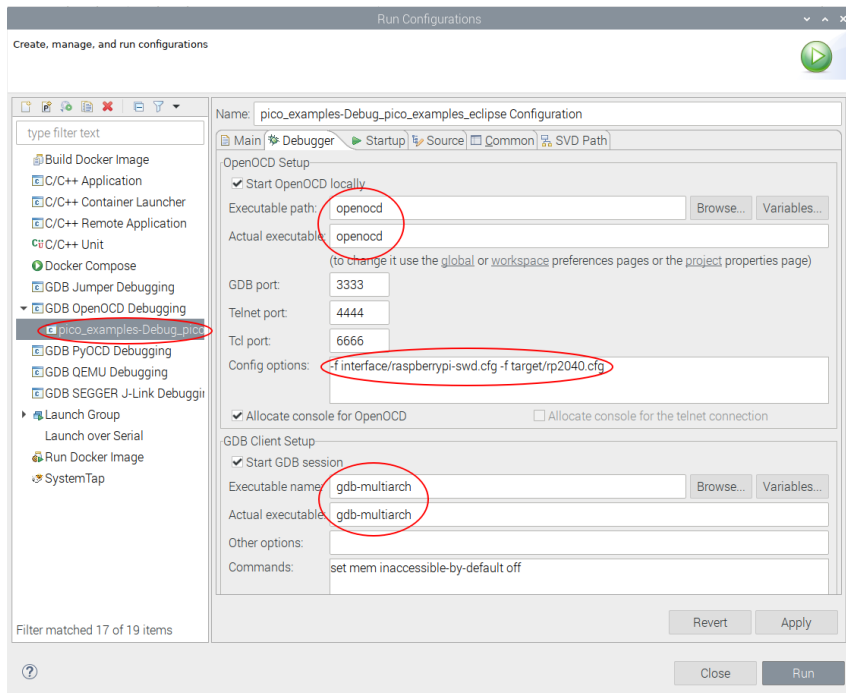 Run Configurations
Create, manage, and run configurations
type filter text
Build Docker Image
C/C++ Application
C/C++ Container Launcher
C/C++ Remote Application
C/C++ Unit
Docker Compose
GDB Jumper Debugging
GDB OpenOCD Debugging
pico_examples-Debug_pico
GDB PyOCD Debugging
GDB QEMU Debugging
GDB SEGGER J-Link Debuggin
Launch Group
Launch over Serial
Run Docker Image
SystemTap
Filter matched 17 of 19 items
Name: pico_examples-Debug_pico_examples_eclipse Configuration
Main Debugger Startup Source Common SVD Path
OpenOCD Setup
Start OpenOCD locally
Executable path: openocd Browse... Variables...
Actual executable: openocd
(to change it use the global or workspace preferences pages or the project properties page)
GDB port: 3333
Telnet port: 4444
Tcl port: 6666
Config options: -f interface/raspberrypi-swd.cfg -f target/rp2040.cfg
Allocate console for OpenOCD Allocate console for the telnet connection
GDB Client Setup
Start GDB session
Executable name: gdb-multiarch Browse... Variables...
Actual executable: gdb-multiarch
Other options:
Commands: set mem inaccessible-by-default off
Revert Apply
Close Run